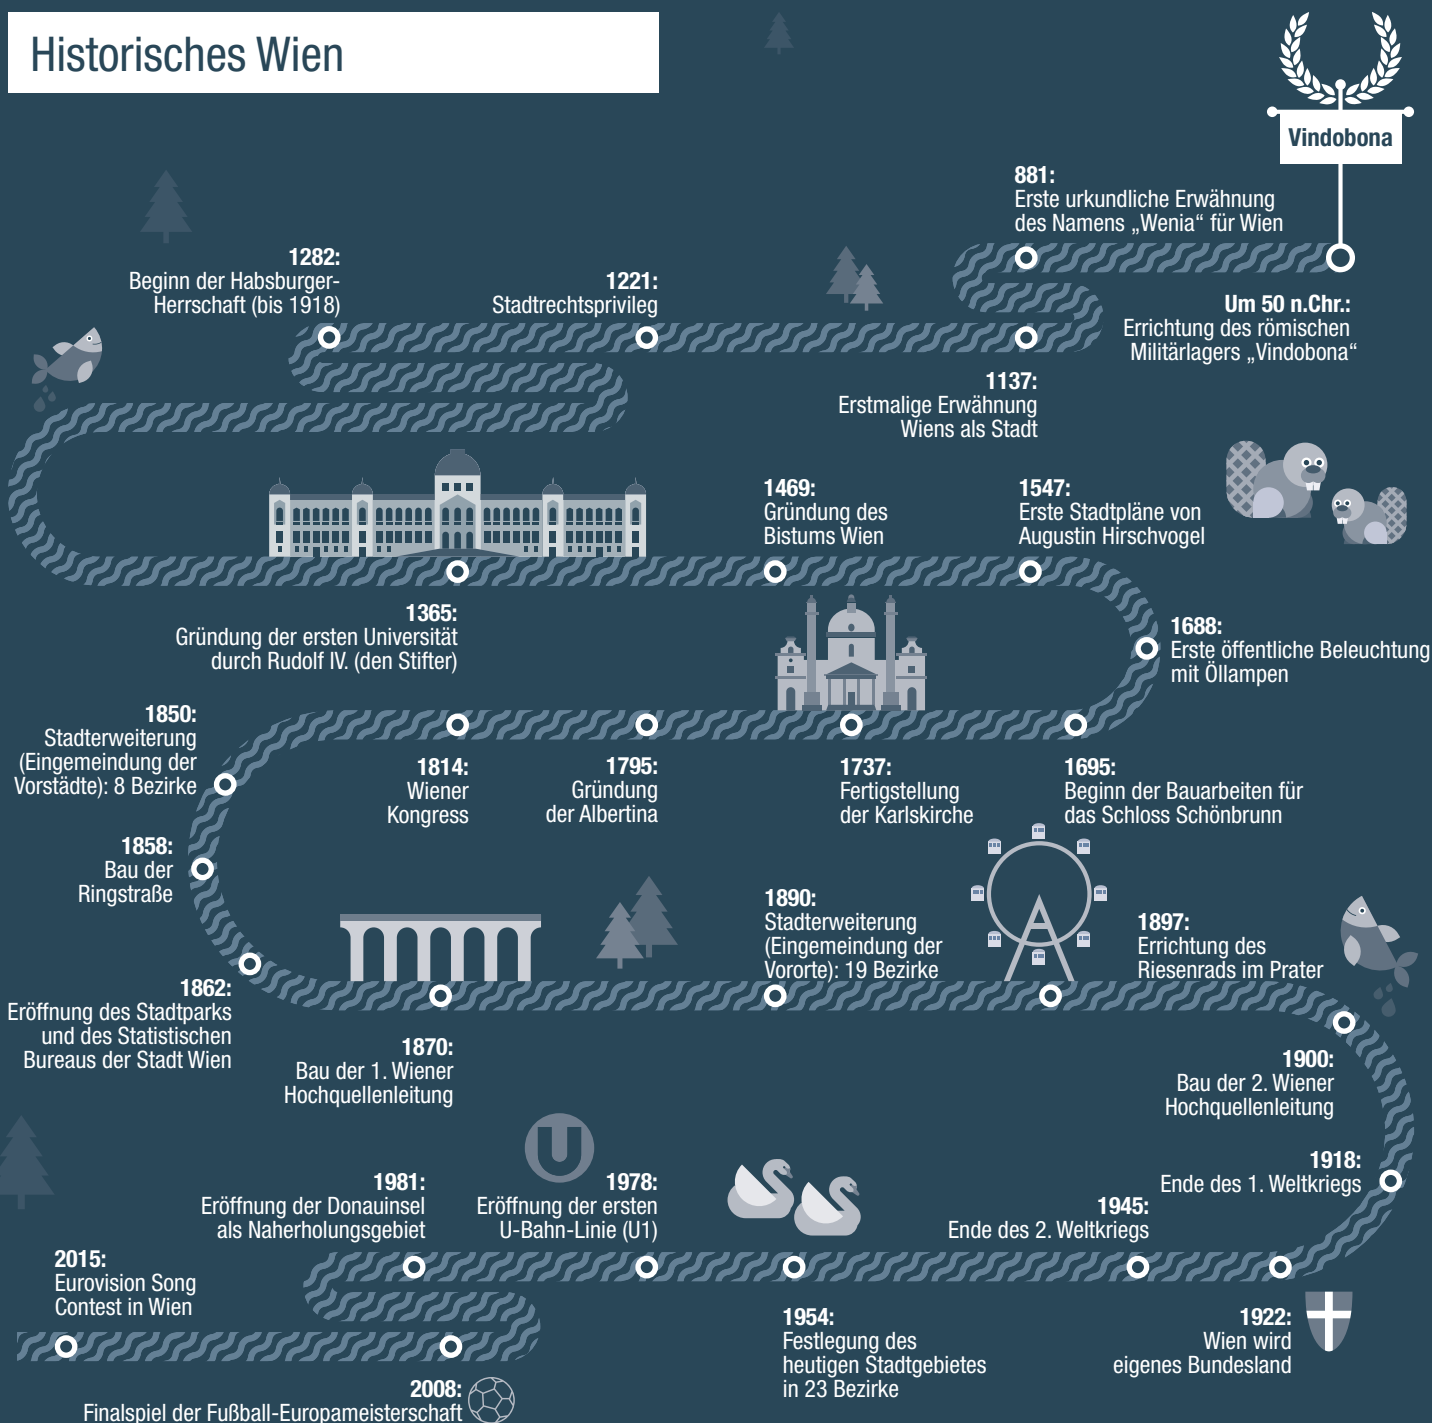 Historisches Wien
Vindobona
Um 50 n.Chr.:
Errichtung des römischen
Militärlagers „Vindobona“
881:
Erste urkundliche Erwähnung
des Namens „Wenia“ für Wien
1137:
Erstmalige Erwähnung
Wiens als Stadt
1221:
Stadtrechtsprivileg
1282:
Beginn der Habsburger-
Herrschaft (bis 1918)
1365:
Gründung der ersten Universität
durch Rudolf IV. (den Stifter)
1469:
Gründung des
Bistums Wien
1547:
Erste Stadtpläne von
Augustin Hirschvogel
1688:
Erste öffentliche Beleuchtung
mit Öllampen
1695:
Beginn der Bauarbeiten für
das Schloss Schönbrunn
1737:
Fertigstellung
der Karlskirche
1795:
Gründung
der Albertina
1814:
Wiener
Kongress
1850:
Stadterweiterung
(Eingemeindung der
Vorstädte): 8 Bezirke
1858:
Bau der
Ringstraße
1862:
Eröffnung des Stadtparks
und des Statistischen
Bureaus der Stadt Wien
1870:
Bau der 1. Wiener
Hochquellenleitung
1890:
Stadterweiterung
(Eingemeindung der
Vororte): 19 Bezirke
1897:
Errichtung des
Riesenrads im Prater
1900:
Bau der 2. Wiener
Hochquellenleitung
1918:
Ende des 1. Weltkriegs
1922:
Wien wird
eigenes Bundesland
1945:
Ende des 2. Weltkriegs
1954:
Festlegung des
heutigen Stadtgebietes
in 23 Bezirke
U
1978:
Eröffnung der ersten
U-Bahn-Linie (U1)
1981:
Eröffnung der Donauinsel
als Naherholungsgebiet
2008:
Finalspiel der Fußball-Europameisterschaft
2015:
Eurovision Song
Contest in Wien